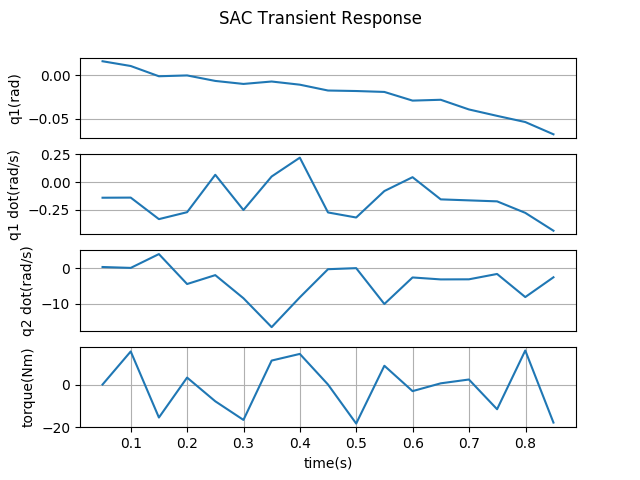 SAC Transient Response
q1(rad)
0.00
−0.05
q1 dot(rad/s)
0.25
0.00
−0.25
q2 dot(rad/s)
0
−10
torque(Nm)
0
−20
0.1 0.2 0.3 0.4 0.5 0.6 0.7 0.8
time(s)